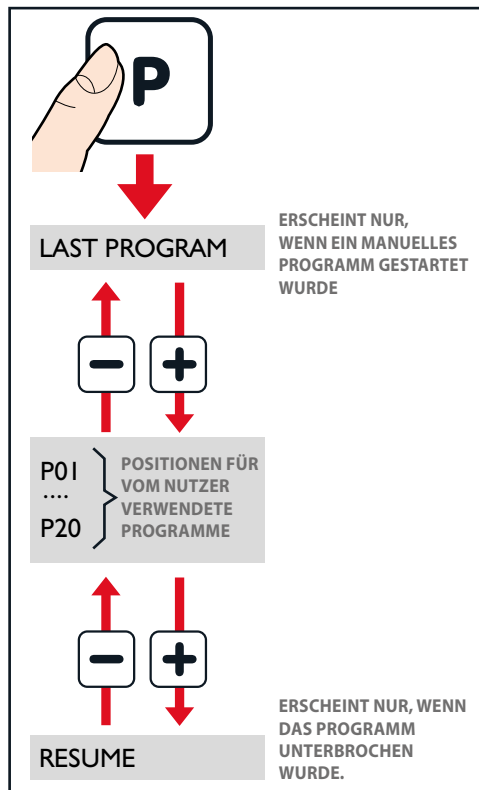 P
LAST PROGRAM
ERSCHEINT NUR,
WENN EIN MANUELLES
PROGRAMM GESTARTET
WURDE
− +
P01
....
P20
POSITIONEN FÜR
VOM NUTZER
VERWENDETE
PROGRAMME
− +
RESUME
ERSCHEINT NUR, WENN
DAS PROGRAMM
UNTERBROCHEN
WURDE.